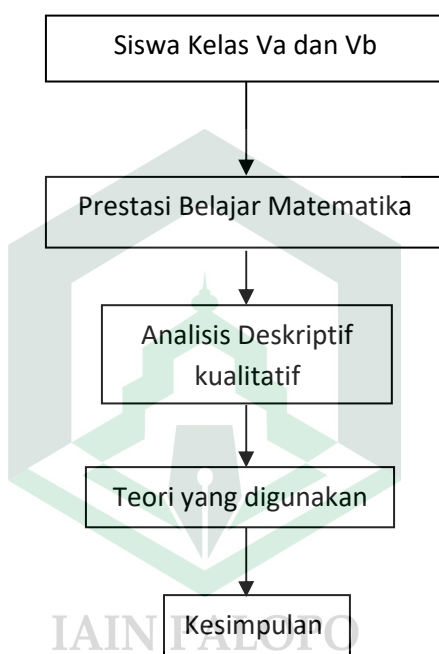 Siswa Kelas Va dan Vb
Prestasi Belajar Matematika
Analisis Deskriptif
kualitatif
Teori yang digunakan
Kesimpulan
IAIN PALOPO